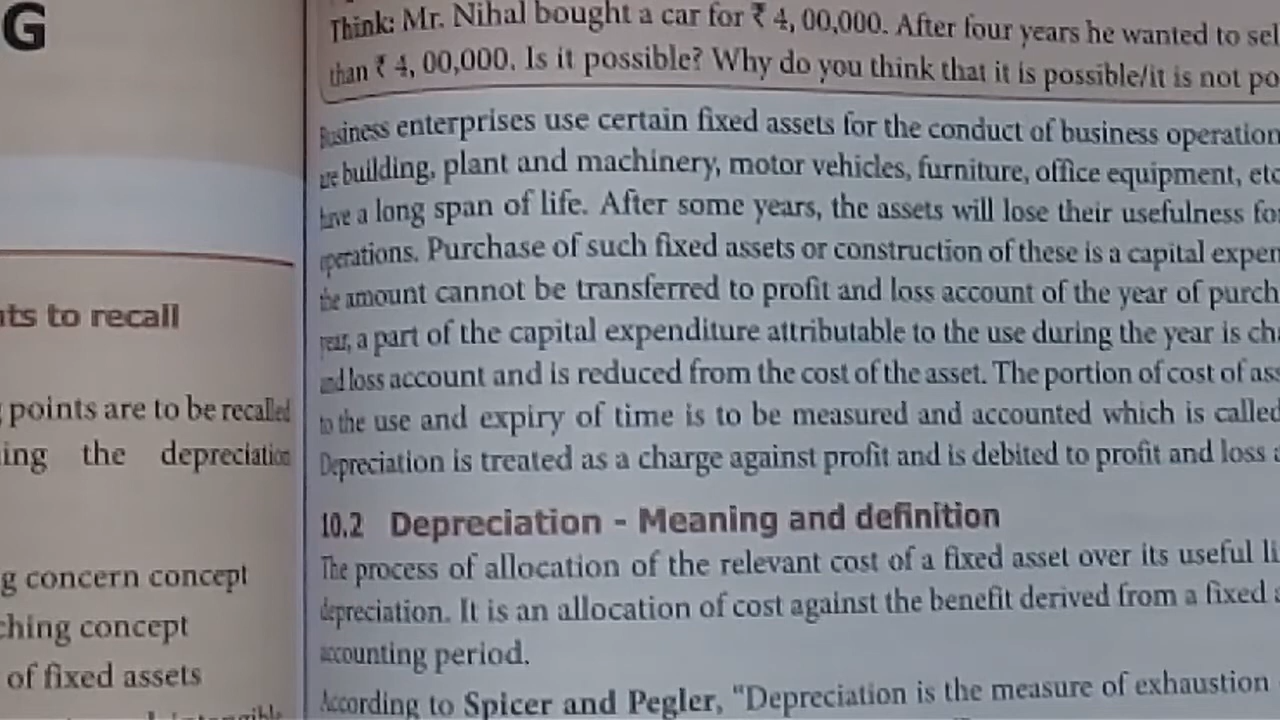 G
nts to recall
points are to be recalled
ing the depreciation
g concern concept
ching concept
of fixed assets
Think: Mr. Nihal bought a car for ₹ 4, 00,000. After four years he wanted to sel
than ₹ 4, 00,000. Is it possible? Why do you think that it is possible/it is not po
Business enterprises use certain fixed assets for the conduct of business operation
are building, plant and machinery, motor vehicles, furniture, office equipment, etc
have a long span of life. After some years, the assets will lose their usefulness for
operations. Purchase of such fixed assets or construction of these is a capital expen
the amount cannot be transferred to profit and loss account of the year of purch
year, a part of the capital expenditure attributable to the use during the year is cha
and loss account and is reduced from the cost of the asset. The portion of cost of ass
to the use and expiry of time is to be measured and accounted which is called
Depreciation is treated as a charge against profit and is debited to profit and loss a
10.2 Depreciation - Meaning and definition
The process of allocation of the relevant cost of a fixed asset over its useful li
depreciation. It is an allocation of cost against the benefit derived from a fixed a
accounting period.
According to Spicer and Pegler, "Depreciation is the measure of exhaustion